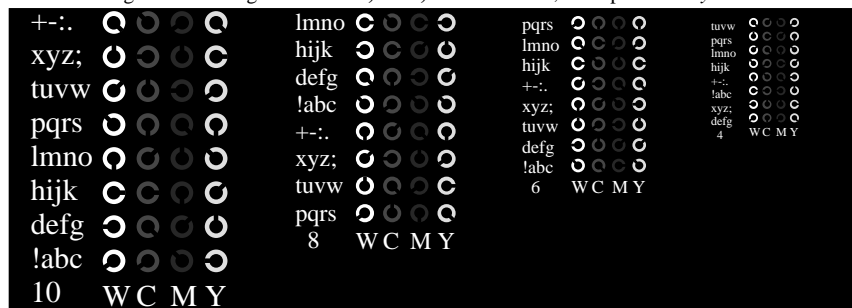 +-:.
xyz;
tuvw
pqrs
lmno
hijk
defg
!abc
10 W C M Y
lmno
hijk
defg
!abc
+-:.
xyz;
tuvw
pqrs
8 W C M Y
pqrs
lmno
hijk
+-:.
xyz;
tuvw
defg
!abc
6 W C M Y
tuvw
pqrs
lmno
hijk
+-:.
!abc
xyz;
defg
4 W C M Y